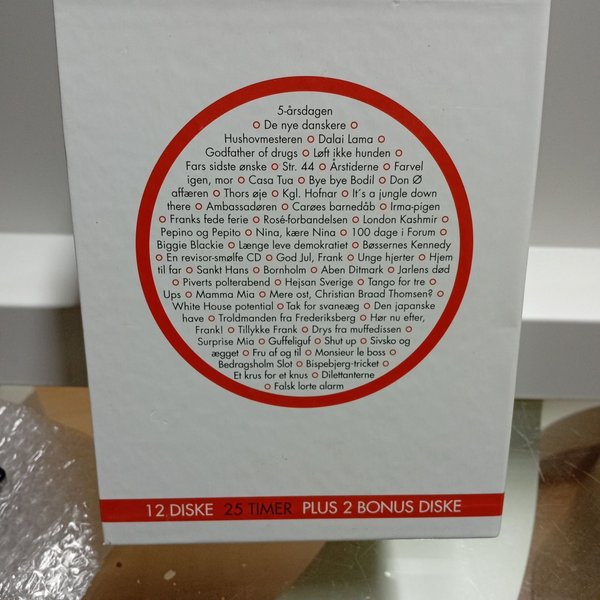 5-årsdagen
O De nye danskere O
Hushovmesteren O Dalai Lama O
Godfather of drugs O Løft ikke hunden O
Fars sidste ønske O Str. 44 O Årstiderne O Farvel
igen, mor O Casa Tua O Bye bye Bodil O Don Ø
affæren O Thors øje O Kgl. Hofnar O It's a jungle down
there O Ambassadøren O Carøes barnedåb O Irma-pigen
O Franks fede ferie O Rosé-forbandelsen O London Kashmir O
Pepino og Pepito O Nina, kære Nina O 100 dage i Forum O
Biggie Blackie O Længe leve demokratiet O Bøssernes Kennedy
O En revisor-smølfe CD O God Jul, Frank O Unge hjerter O Hjem
til far O Sankt Hans O Bornholm O Aben Ditmark O Jarlens død
O Piverts polterabend O Hejsan Sverige O Tango for tre O
Ups O Mamma Mia O Mere ost, Christian Braad Thomsen? O
White House potential O Tak for svaneæg O Den japanske
have O Troldmanden fra Frederiksberg O Hør nu efter,
Frank! O Tillykke Frank O Drys fra muffedissen O
Surprise Mia O Guffeliguf O Shut up O Sivsko og
ægget O Fru af og til O Monsieur le boss O
Bedragsholm Slot O Bispebjerg-tricket O
Et krus for et knus O Dilettanterne
O Falsk lorte alarm
12 DISKE 25 TIMER PLUS 2 BONUS DISKE